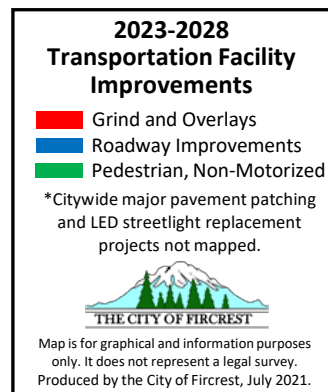 2023-2028
Transportation Facility
Improvements
Grind and Overlays
Roadway Improvements
Pedestrian, Non-Motorized
*Citywide major pavement patching
and LED streetlight replacement
projects not mapped.
THE CITY OF FIRCREST
Map is for graphical and information purposes
only. It does not represent a legal survey.
Produced by the City of Fircrest, July 2021.